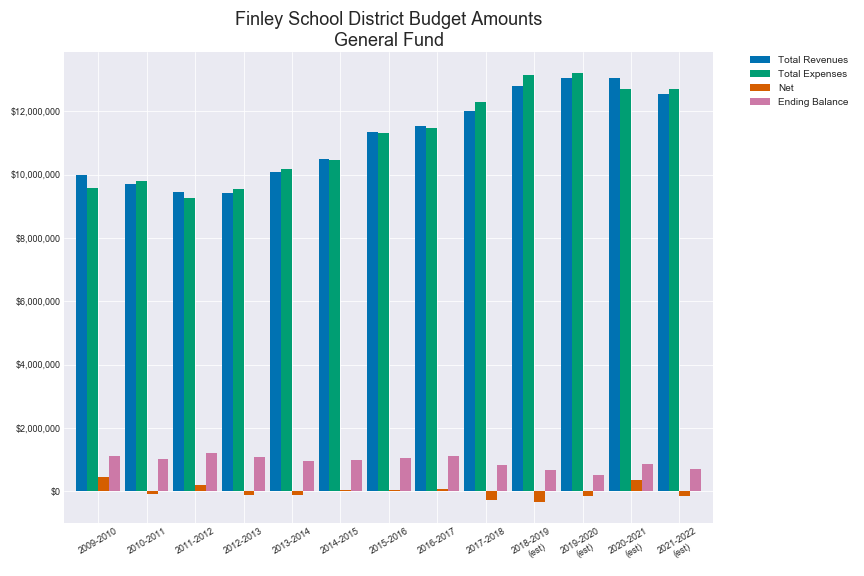 Finley School District Budget Amounts
General Fund
Total Revenues
Total Expenses
Net
Ending Balance
$12,000,000
$10,000,000
$8,000,000
$6,000,000
$4,000,000
$2,000,000
$0
2009-2010
2010-2011
2011-2012
2012-2013
2013-2014
2014-2015
2015-2016
2016-2017
2017-2018
2018-2019
(est)
2019-2020
(est)
2020-2021
(est)
2021-2022
(est)